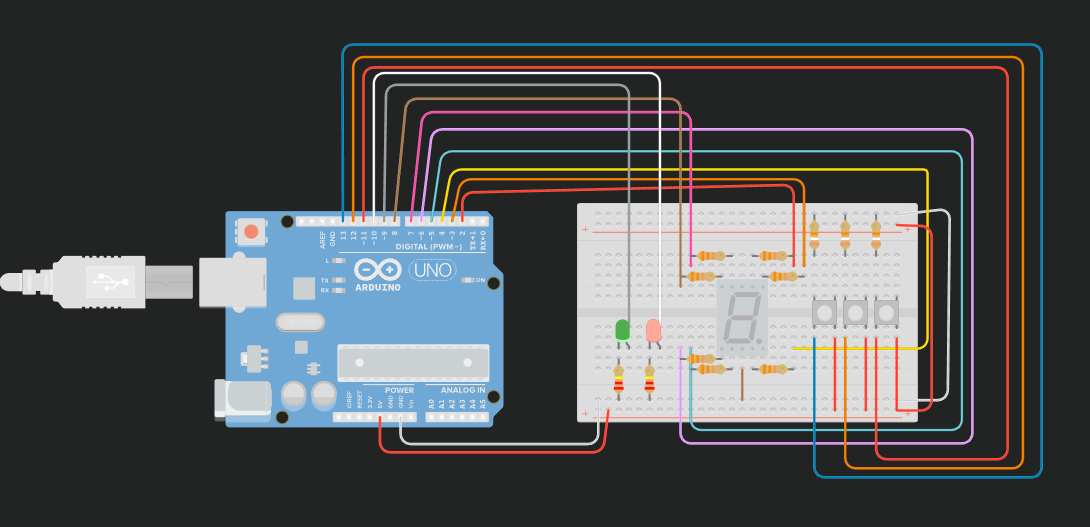 AREF
GND
13
12
~11
~10
~9
8
7
~6
~5
4
~3
2
TX→1
RX←0
DIGITAL (PWM~)
L
TX
RX
ARDUINO
UNO
ON
POWER
ANALOG IN
IOREF
RESET
3.3V
5V
GND
GND
Vin
A0
A1
A2
A3
A4
A5